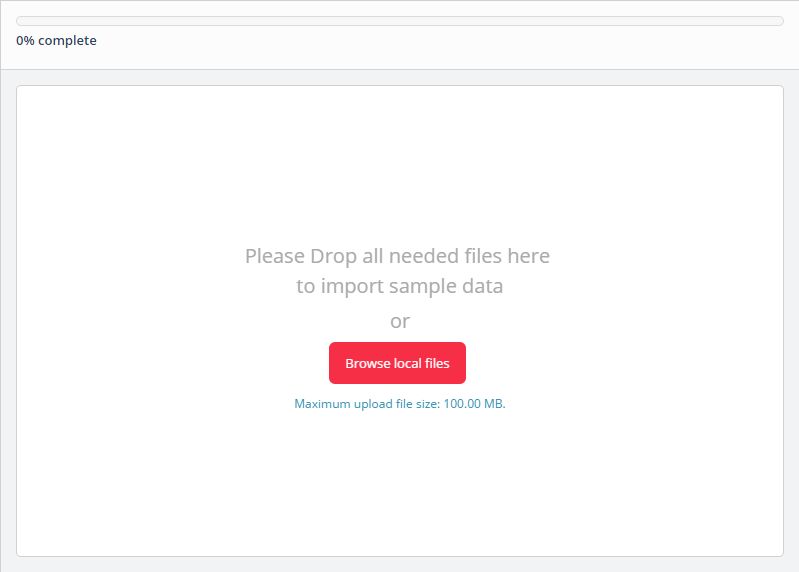 0% complete
Please Drop all needed files here
to import sample data
or
Browse local files
Maximum upload file size: 100.00 MB.